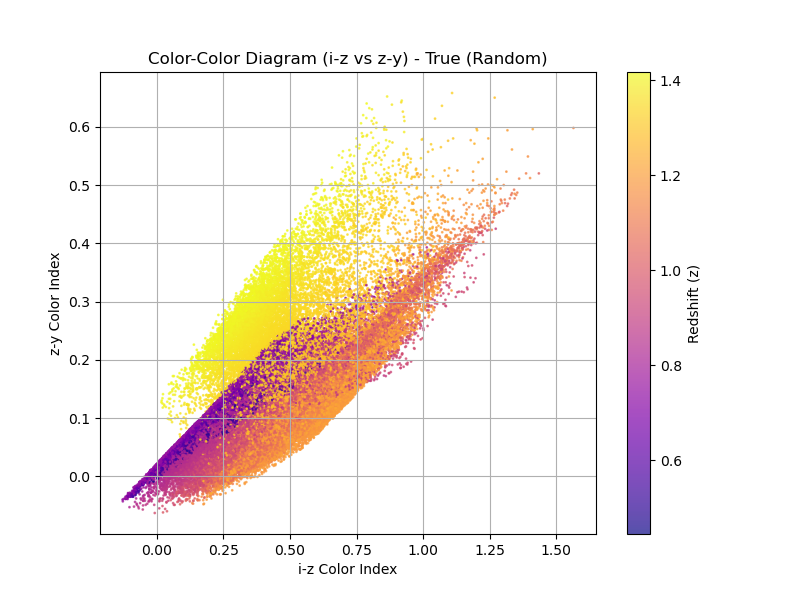 Color-Color Diagram (i-z vs z-y) - True (Random)
z-y Color Index
0.6
0.5
0.4
0.3
0.2
0.1
0.0
0.00 0.25 0.50 0.75 1.00 1.25 1.50
i-z Color Index
1.4
1.2
1.0
0.8
0.6
Redshift (z)